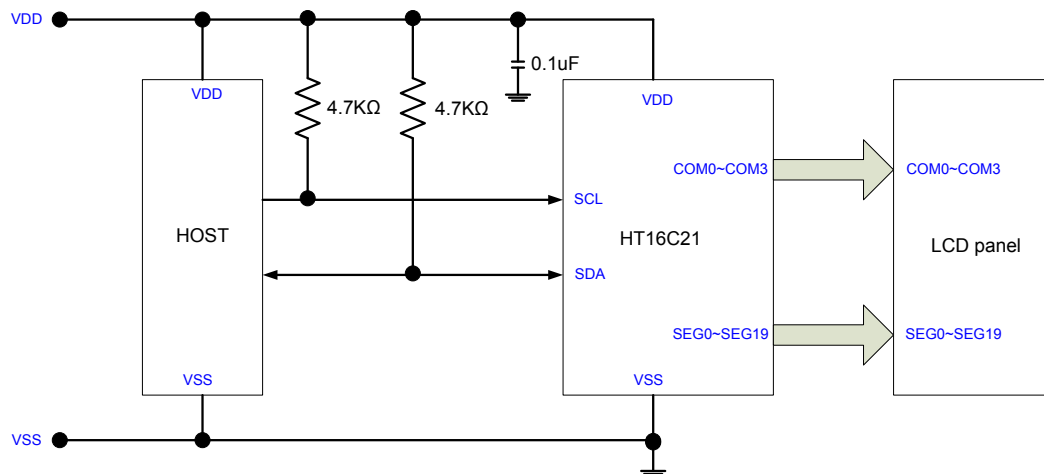 VDD
VDD
4.7KΩ
4.7KΩ
0.1uF
VDD
COM0~COM3
COM0~COM3
SCL
HOST
HT16C21
LCD panel
SDA
SEG0~SEG19
SEG0~SEG19
VSS
VSS
VSS